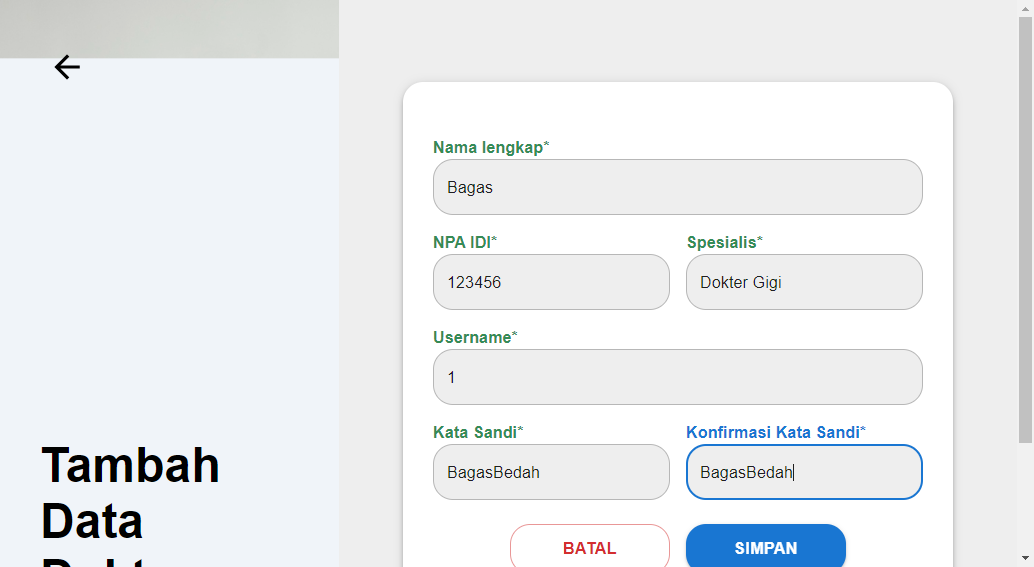 Nama lengkap*
Bagas
NPA IDI*
Spesialis*
123456
Dokter Gigi
Username*
1
Kata Sandi*
Konfirmasi Kata Sandi*
BagasBedah
BagasBedah
BATAL
SIMPAN
Tambah
Data